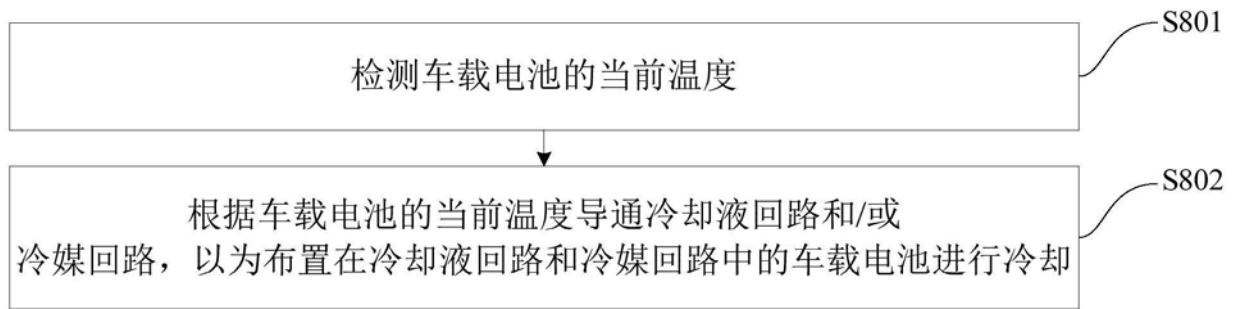 S801
检测车载电池的当前温度
S802
根据车载电池的当前温度导通冷却液回路和/或
冷媒回路，以为布置在冷却液回路和冷媒回路中的车载电池进行冷却